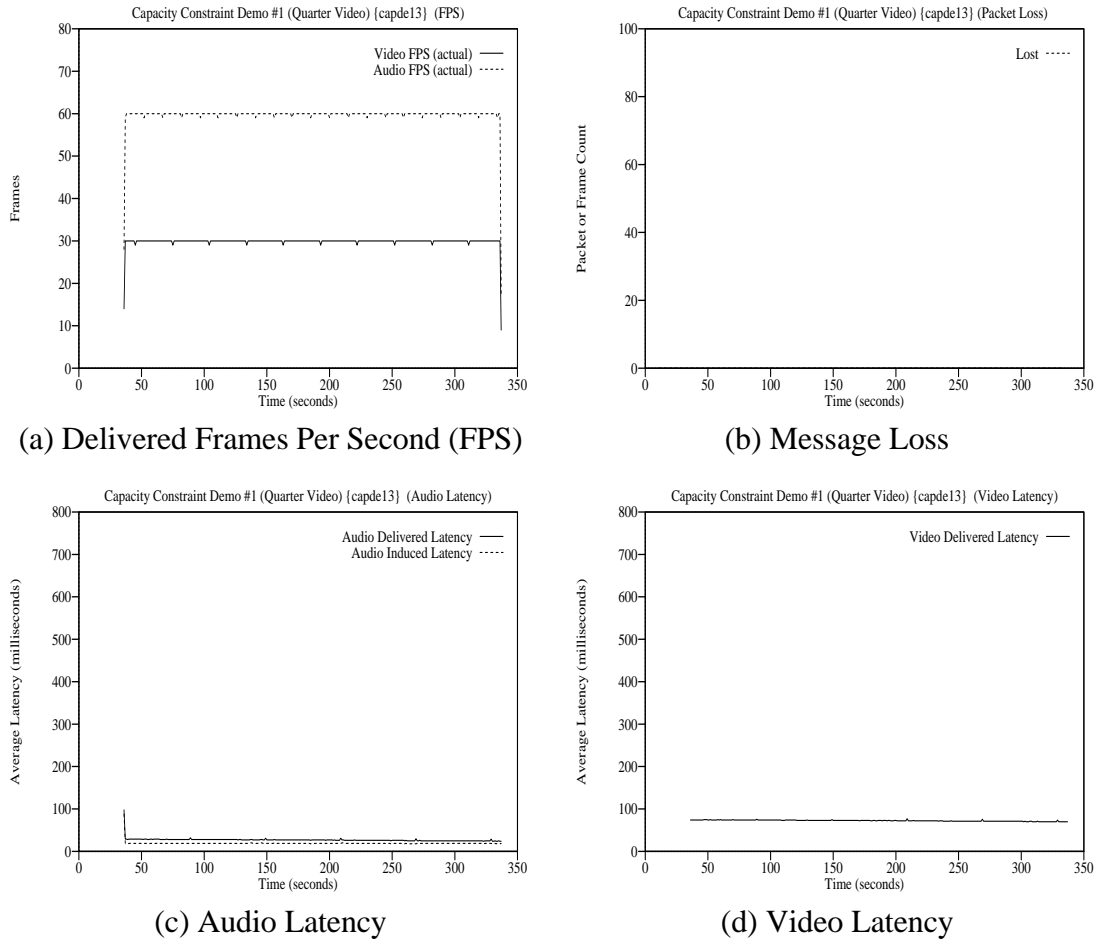 Capacity Constraint Demo #1 (Quarter Video) {capde13} (FPS)
80
70
60
50
40
30
20
10
0
Frames
Video FPS (actual)
Audio FPS (actual)
0 50 100 150 200 250 300 350
Time (seconds)
(a) Delivered Frames Per Second (FPS)
Capacity Constraint Demo #1 (Quarter Video) {capde13} (Packet Loss)
100
80
60
40
20
0
Packet or Frame Count
Lost
0 50 100 150 200 250 300 350
Time (seconds)
(b) Message Loss
Capacity Constraint Demo #1 (Quarter Video) {capde13} (Audio Latency)
800
700
600
500
400
300
200
100
0
Average Latency (milliseconds)
Audio Delivered Latency
Audio Induced Latency
0 50 100 150 200 250 300 350
Time (seconds)
(c) Audio Latency
Capacity Constraint Demo #1 (Quarter Video) {capde13} (Video Latency)
800
700
600
500
400
300
200
100
0
Average Latency (milliseconds)
Video Delivered Latency
0 50 100 150 200 250 300 350
Time (seconds)
(d) Video Latency